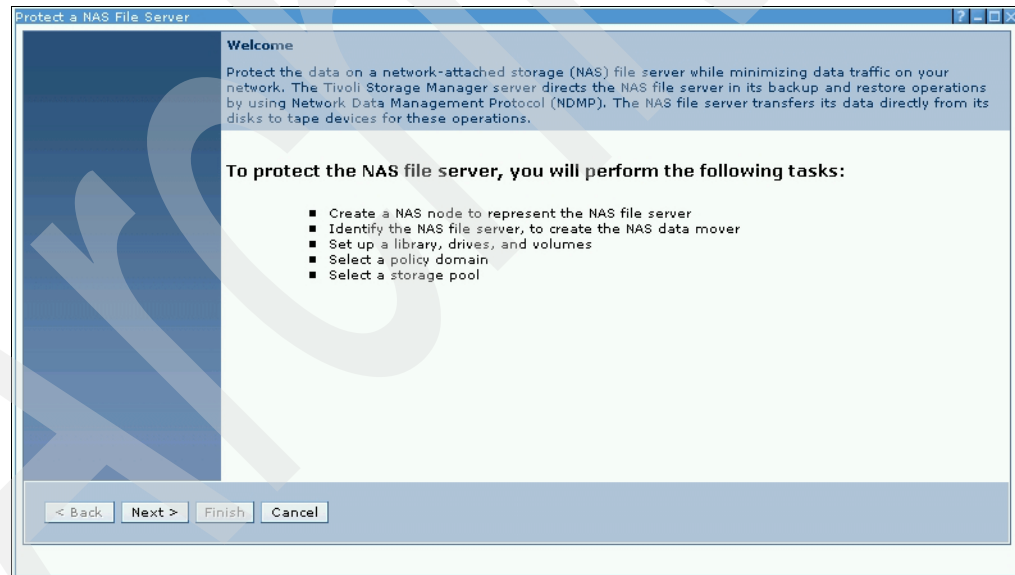 Protect a NAS File Server
? - □ ×
Welcome
Protect the data on a network-attached storage (NAS) file server while minimizing data traffic on your
network. The Tivoli Storage Manager server directs the NAS file server in its backup and restore operations
by using Network Data Management Protocol (NDMP). The NAS file server transfers its data directly from its
disks to tape devices for these operations.
To protect the NAS file server, you will perform the following tasks:
■ Create a NAS node to represent the NAS file server
■ Identify the NAS file server, to create the NAS data mover
■ Set up a library, drives, and volumes
■ Select a policy domain
■ Select a storage pool
< Back Next > Finish Cancel